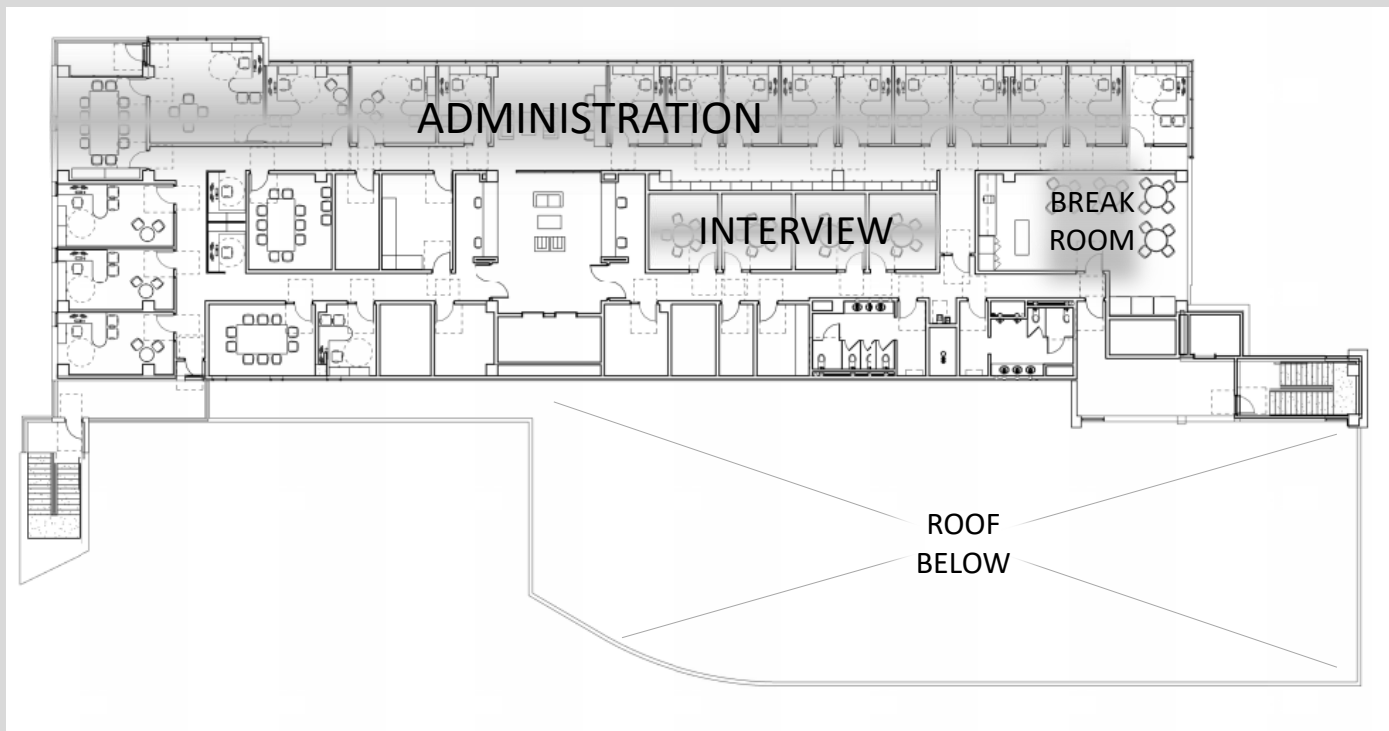 ADMINISTRATION
INTERVIEW
BREAK
ROOM
ROOF
BELOW